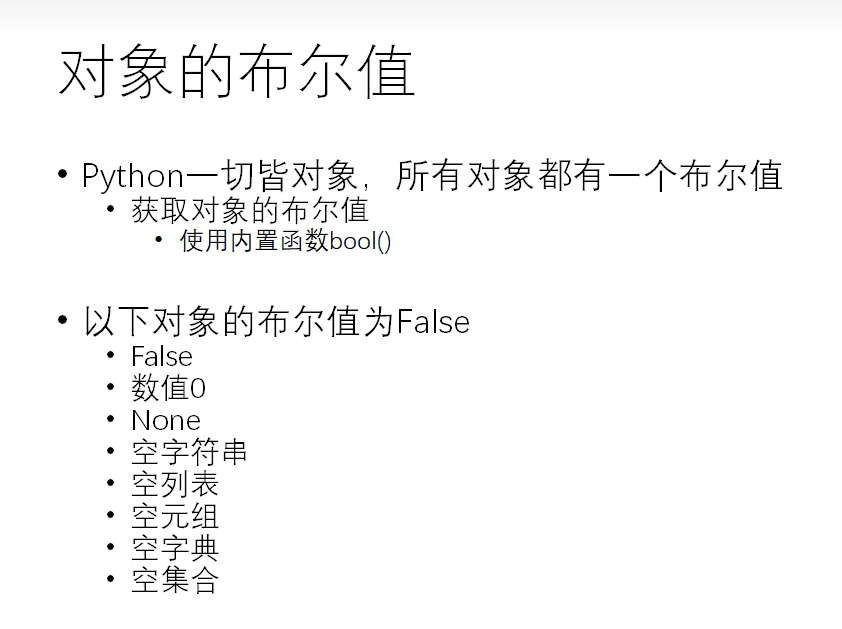 对象的布尔值
• Python一切皆对象，所有对象都有一个布尔值
• 获取对象的布尔值
• 使用内置函数bool()
• 以下对象的布尔值为False
• False
• 数值0
• None
• 空字符串
• 空列表
• 空元组
• 空字典
• 空集合